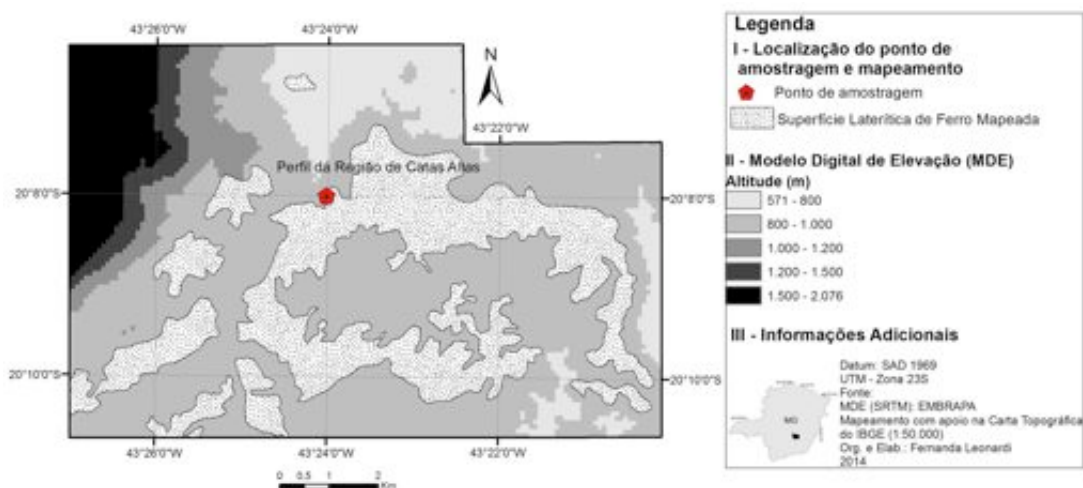 43°26'0"W
43°24'0"W
N
43°22'0"W
Perfil da Região de Catas Altas
20°8'0"S
20°8'0"S
20°10'0"S
20°10'0"S
43°26'0"W
43°24'0"W
43°22'0"W
0 0,5 1 2
Km
Legenda
I - Localização do ponto de
amostragem e mapeamento
Ponto de amostragem
Superfície Laterítica de Ferro Mapeada
II - Modelo Digital de Elevação (MDE)
Altitude (m)
571 - 800
800 - 1.000
1.000 - 1.200
1.200 - 1.500
1.500 - 2.076
III - Informações Adicionais
Datum: SAD 1969
UTM - Zona 23S
Fonte:
MDE (SRTM): EMBRAPA
Mapeamento com apoio na Carta Topográfica
do IBGE (1:50.000)
Org. e Elab.: Fernanda Leonardi
2014
MG